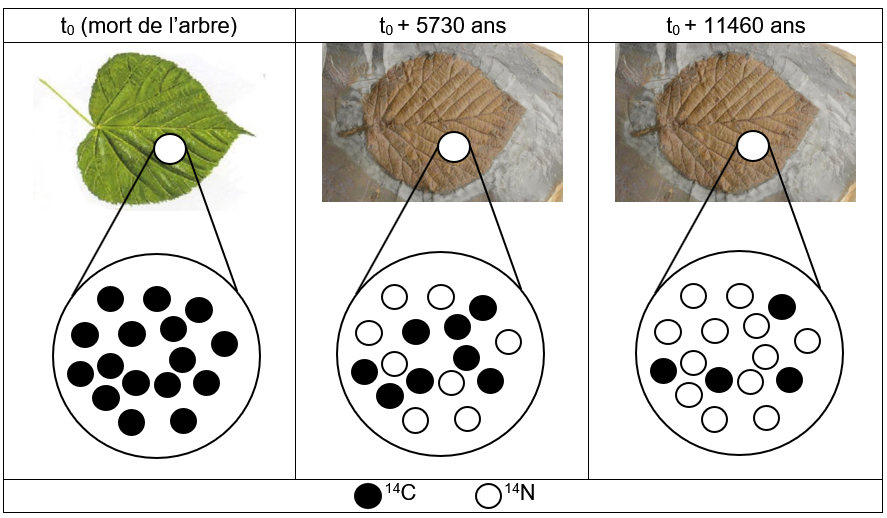 t₀ (mort de l’arbre)
t₀ + 5730 ans
t₀ + 11460 ans
¹⁴C
¹⁴N